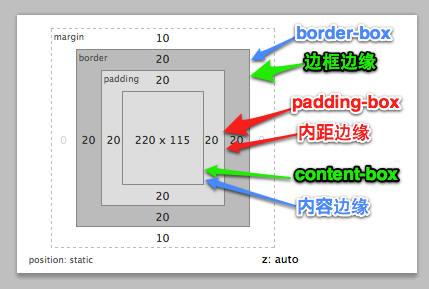 margin
10
border-box
border
20
边框边缘
padding
20
padding-box
0
20
20
220 x 115
20
20
0
内距边缘
content-box
20
内容边缘
20
10
position: static
z: auto